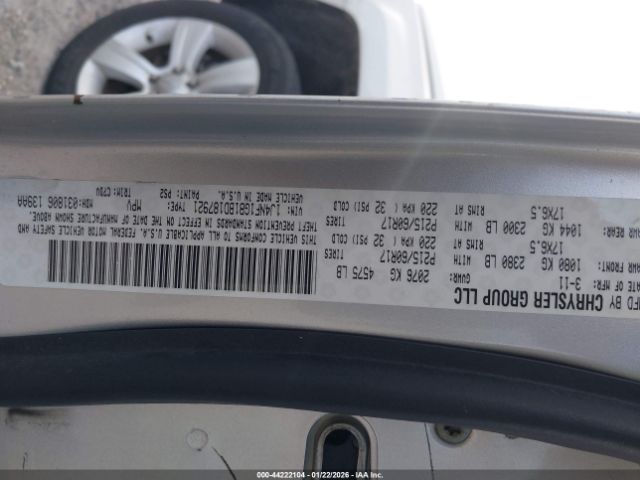 MFD BY CHRYSLER GROUP LLC
DATE OF MFR: 3-11 GVWR: 2076 KG 4575 LB
GAWR FRONT: 1080 KG 2380 LB WITH P215/60R17 TIRES
17X6.5 RIMS AT 220 KPA ( 32 PSI) COLD
GAWR REAR: 1044 KG 2300 LB WITH P215/60R17 TIRES
17X6.5 RIMS AT 220 KPA ( 32 PSI) COLD
THIS VEHICLE CONFORMS TO ALL APPLICABLE U.S.A. FEDERAL MOTOR VEHICLE SAFETY AND
THEFT PREVENTION STANDARDS IN EFFECT ON THE DATE OF MANUFACTURE SHOWN ABOVE.
VIN: 1J4NF1GB1BD187921 TYPE: MPV MDH: 031806 139AA
VEHICLE MADE IN U.S.A. PAINT: PS2 TRIM: C7DV
000-44222104 | 01/22/2026 | IAA, Inc.